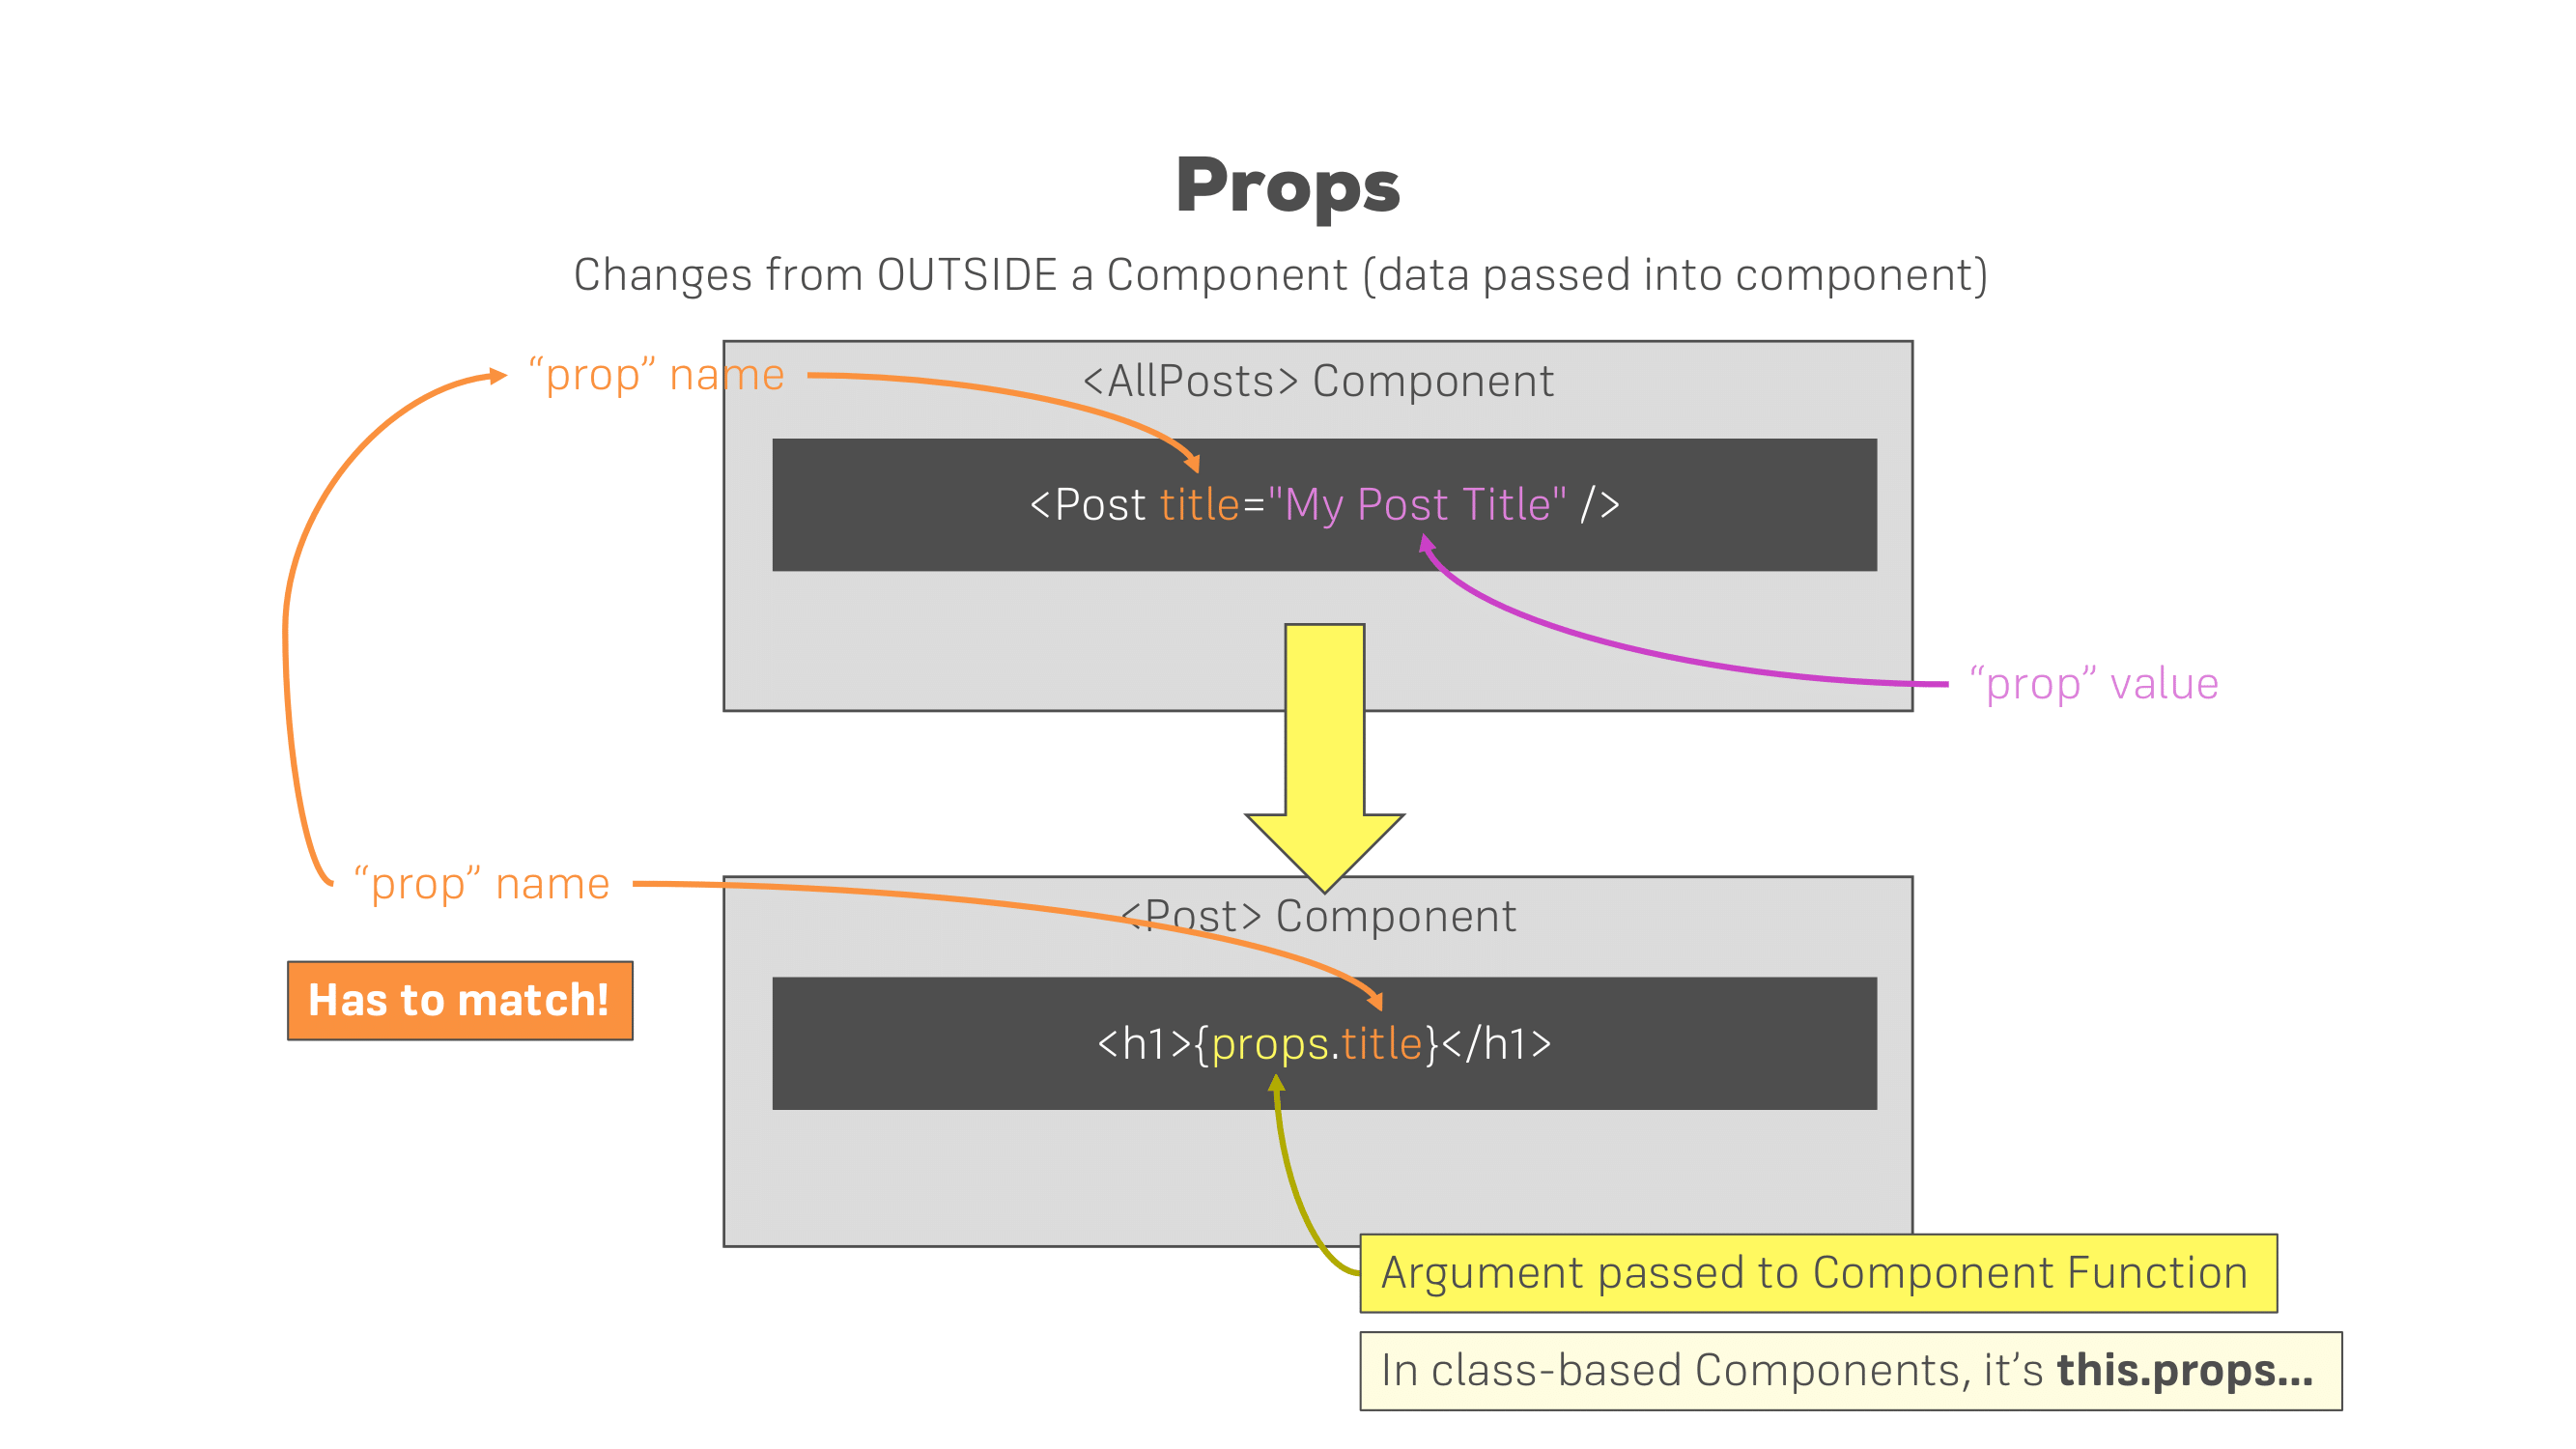 Props
Changes from OUTSIDE a Component (data passed into component)
“prop” name
<AllPosts> Component
<Post title="My Post Title" />
“prop” value
“prop” name
<Post> Component
Has to match!
<h1>{props.title}</h1>
Argument passed to Component Function
In class-based Components, it’s this.props…